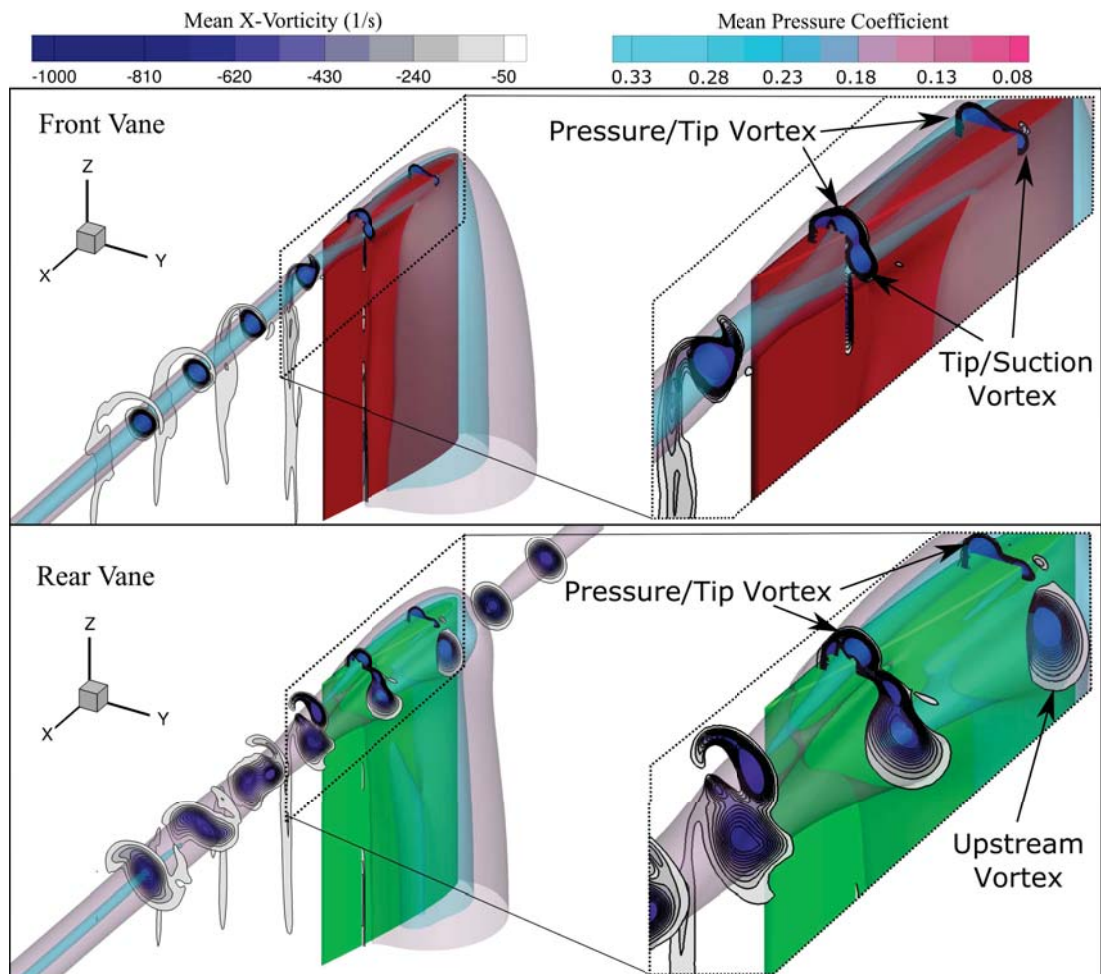 Mean X-Vorticity (1/s)
Mean Pressure Coefficient
-1000 -810 -620 -430 -240 -50
0.33 0.28 0.23 0.18 0.13 0.08
Front Vane
Z
X
Y
Pressure/Tip Vortex
Tip/Suction
Vortex
Rear Vane
Z
X
Y
Pressure/Tip Vortex
Upstream
Vortex